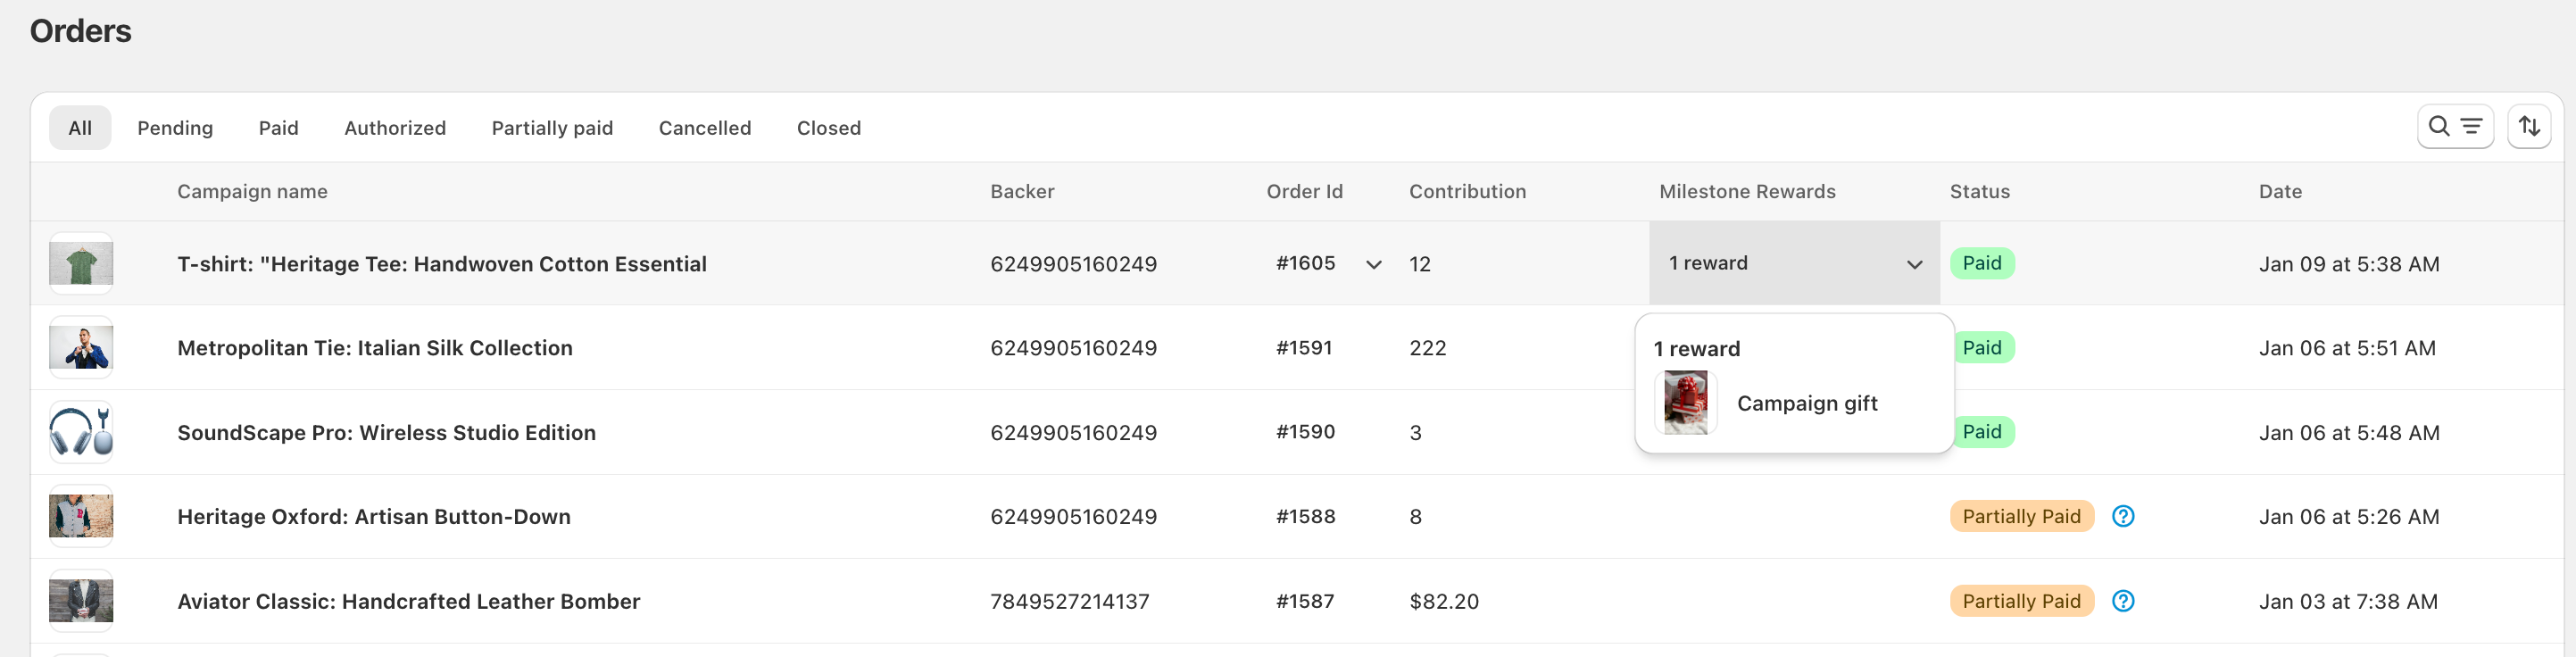 Orders
All Pending Paid Authorized Partially paid Cancelled Closed
Campaign name Backer Order Id Contribution Milestone Rewards Status Date
T-shirt: "Heritage Tee: Handwoven Cotton Essential 6249905160249 #1605 12 1 reward Paid Jan 09 at 5:38 AM
Metropolitan Tie: Italian Silk Collection 6249905160249 #1591 222 Paid Jan 06 at 5:51 AM
1 reward
Campaign gift
SoundScape Pro: Wireless Studio Edition 6249905160249 #1590 3 Paid Jan 06 at 5:48 AM
Heritage Oxford: Artisan Button-Down 6249905160249 #1588 8 Partially Paid Jan 06 at 5:26 AM
Aviator Classic: Handcrafted Leather Bomber 7849527214137 #1587 $82.20 Partially Paid Jan 03 at 7:38 AM